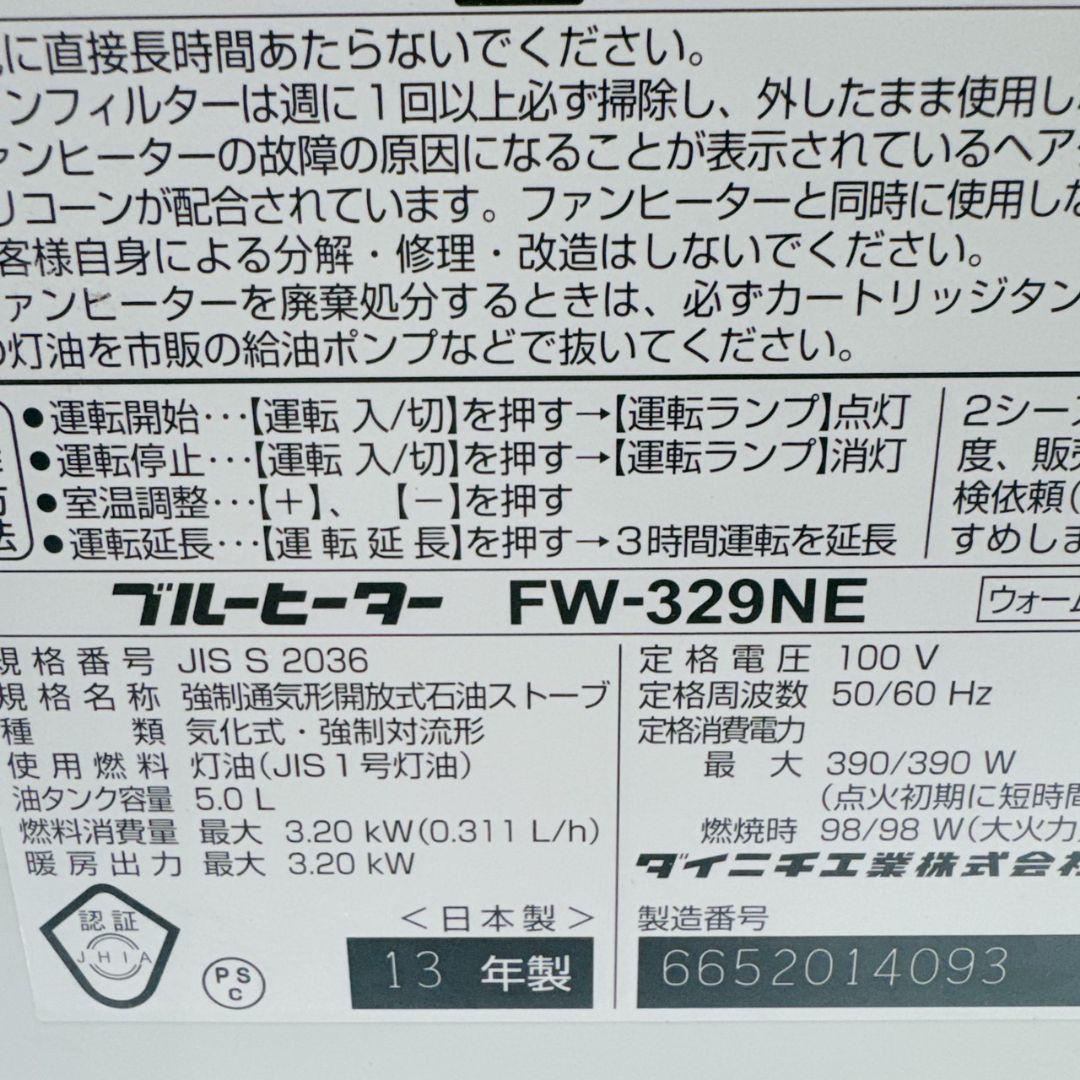 に直接長時間あたらないでください。
ンフィルターは週に1回以上必ず掃除し、外したまま使用し
ァンヒーターの故障の原因になることが表示されているヘア
リコーンが配合されています。ファンヒーターと同時に使用しな
客様自身による分解・修理・改造はしないでください。
ァンヒーターを廃棄処分するときは、必ずカートリッジタン
の灯油を市販の給油ポンプなどで抜いてください。
法
●運転開始・・・【運転 入/切】を押す→【運転ランプ】点灯
●運転停止・・・【運転 入/切】を押す→【運転ランプ】消灯
●室温調整・・・【＋】、【－】を押す
●運転延長・・・【運転延長】を押す→3時間運転を延長
2シーズ
度、販売
検依頼(
すめしま
ブルーヒーター FW-329NE
ウォーム
規格番号 JIS S 2036
規格名称 強制通気形開放式石油ストーブ
種類 気化式・強制対流形
使用燃料 灯油(JIS1号灯油)
油タンク容量 5.0 L
燃料消費量 最大 3.20 kW(0.311 L/h)
暖房出力 最大 3.20 kW
認証
JHIA
PS
C
<日本製>
13 年製
定格電圧 100 V
定格周波数 50/60 Hz
定格消費電力
最大 390/390 W
(点火初期に短時間
燃焼時 98/98 W(大火力
ダイニチ工業株式会社
製造番号
6652014093